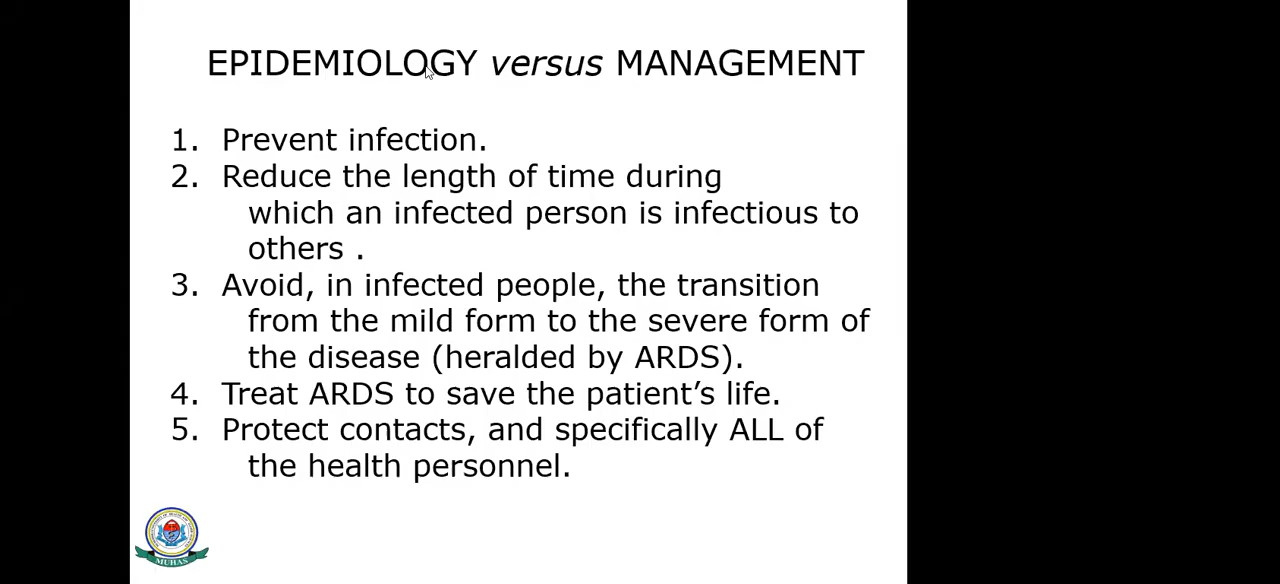 EPIDEMIOLOGY versus MANAGEMENT
1. Prevent infection.
2. Reduce the length of time during
which an infected person is infectious to
others .
3. Avoid, in infected people, the transition
from the mild form to the severe form of
the disease (heralded by ARDS).
4. Treat ARDS to save the patient’s life.
5. Protect contacts, and specifically ALL of
the health personnel.
MUHAS